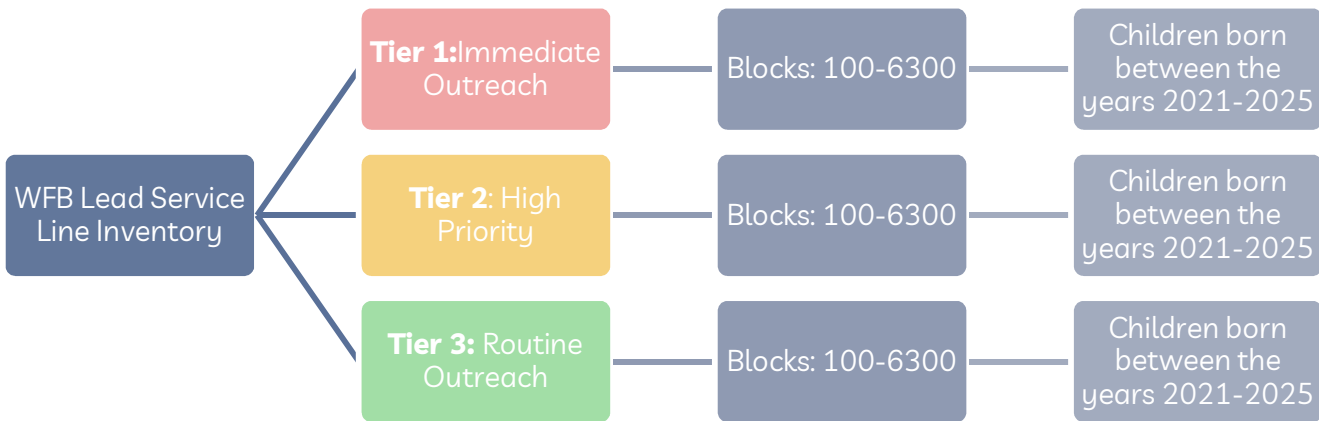 WFB Lead Service
Line Inventory
Tier 1:Immediate
Outreach
Blocks: 100-6300
Children born
between the
years 2021-2025
Tier 2: High
Priority
Blocks: 100-6300
Children born
between the
years 2021-2025
Tier 3: Routine
Outreach
Blocks: 100-6300
Children born
between the
years 2021-2025